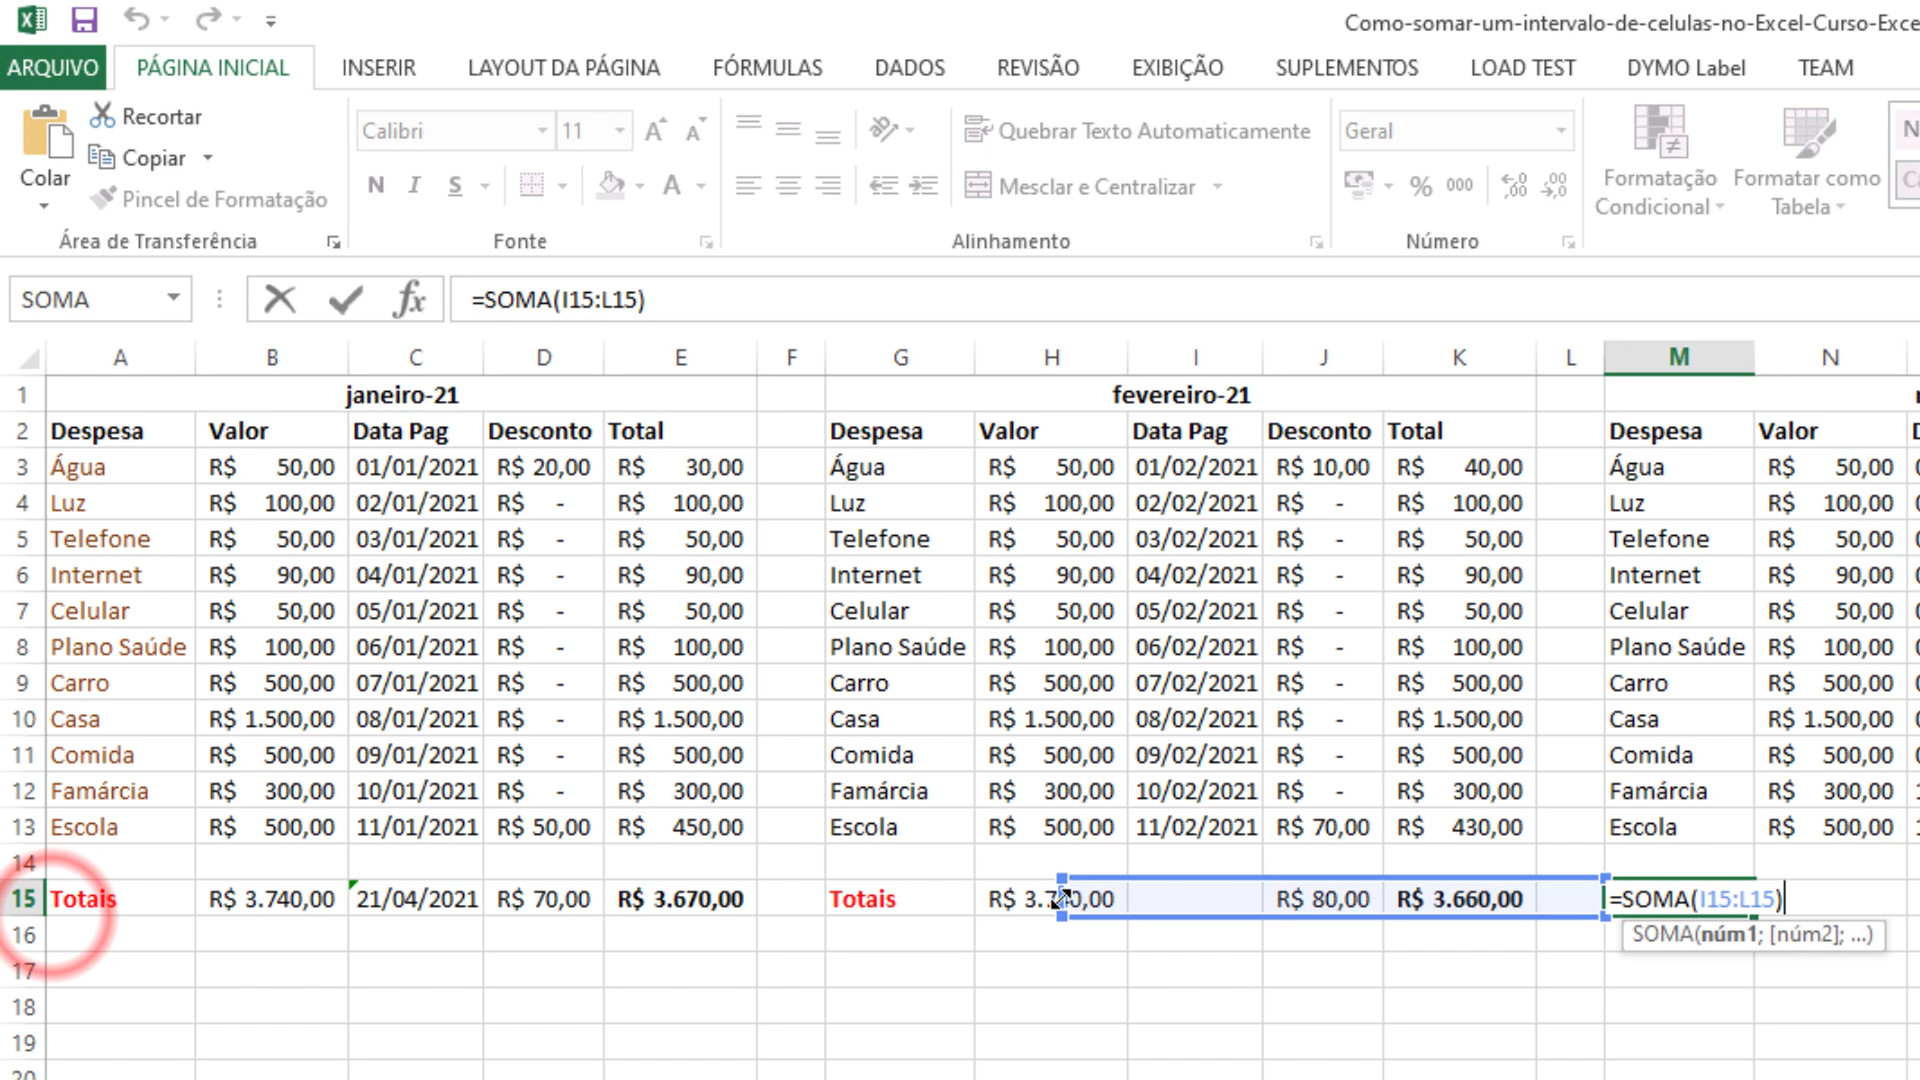 Como-somar-um-intervalo-de-celulas-no-Excel-Curso-Exce
ARQUIVO PÁGINA INICIAL INSERIR LAYOUT DA PÁGINA FÓRMULAS DADOS REVISÃO EXIBIÇÃO SUPLEMENTOS LOAD TEST DYMO Label TEAM
Recortar
Copiar
Pincel de Formatação
Colar
Área de Transferência
Calibri 11
N I S
Fonte
Quebrar Texto Automaticamente
Mesclar e Centralizar
Alinhamento
Geral
% 000
Número
Formatação
Condicional
Formatar como
Tabela
SOMA fx =SOMA(I15:L15)
A B C D E F G H I J K L M N
1 janeiro-21 fevereiro-21
2 Despesa Valor Data Pag Desconto Total Despesa Valor Data Pag Desconto Total Despesa Valor
3 Água R$ 50,00 01/01/2021 R$ 20,00 R$ 30,00 Água R$ 50,00 01/02/2021 R$ 10,00 R$ 40,00 Água R$ 50,00
4 Luz R$ 100,00 02/01/2021 R$ - R$ 100,00 Luz R$ 100,00 02/02/2021 R$ - R$ 100,00 Luz R$ 100,00
5 Telefone R$ 50,00 03/01/2021 R$ - R$ 50,00 Telefone R$ 50,00 03/02/2021 R$ - R$ 50,00 Telefone R$ 50,00
6 Internet R$ 90,00 04/01/2021 R$ - R$ 90,00 Internet R$ 90,00 04/02/2021 R$ - R$ 90,00 Internet R$ 90,00
7 Celular R$ 50,00 05/01/2021 R$ - R$ 50,00 Celular R$ 50,00 05/02/2021 R$ - R$ 50,00 Celular R$ 50,00
8 Plano Saúde R$ 100,00 06/01/2021 R$ - R$ 100,00 Plano Saúde R$ 100,00 06/02/2021 R$ - R$ 100,00 Plano Saúde R$ 100,00
9 Carro R$ 500,00 07/01/2021 R$ - R$ 500,00 Carro R$ 500,00 07/02/2021 R$ - R$ 500,00 Carro R$ 500,00
10 Casa R$ 1.500,00 08/01/2021 R$ - R$ 1.500,00 Casa R$ 1.500,00 08/02/2021 R$ - R$ 1.500,00 Casa R$ 1.500,00
11 Comida R$ 500,00 09/01/2021 R$ - R$ 500,00 Comida R$ 500,00 09/02/2021 R$ - R$ 500,00 Comida R$ 500,00
12 Famárcia R$ 300,00 10/01/2021 R$ - R$ 300,00 Famárcia R$ 300,00 10/02/2021 R$ - R$ 300,00 Famárcia R$ 300,00
13 Escola R$ 500,00 11/01/2021 R$ 50,00 R$ 450,00 Escola R$ 500,00 11/02/2021 R$ 70,00 R$ 430,00 Escola R$ 500,00
14
15 Totais R$ 3.740,00 21/04/2021 R$ 70,00 R$ 3.670,00 Totais R$ R$ 80,00 R$ 3.660,00 =SOMA(I15:L15)
16 SOMA(núm1; [núm2]; ...)
17
18
19
20